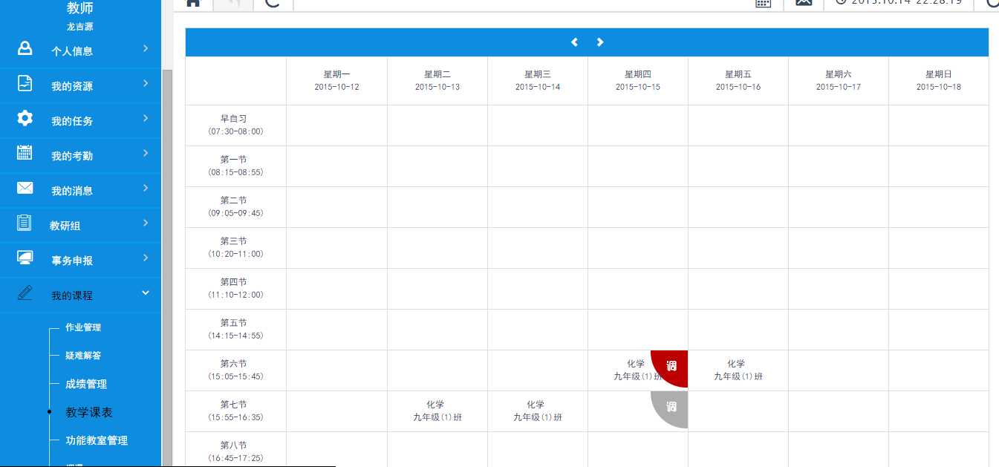 教师
龙吉源
个人信息
我的资源
我的任务
我的考勤
我的消息
教研组
事务申报
我的课程
作业管理
疑难解答
成绩管理
教学课表
功能教室管理
2015.10.14 22:28:19
星期一 星期二 星期三 星期四 星期五 星期六 星期日
2015-10-12 2015-10-13 2015-10-14 2015-10-15 2015-10-16 2015-10-17 2015-10-18
早自习
(07:30-08:00)
第一节
(08:15-08:55)
第二节
(09:05-09:45)
第三节
(10:20-11:00)
第四节
(11:10-12:00)
第五节
(14:15-14:55)
第六节 化学 调 化学
(15:05-15:45) 九年级(1)班 九年级(1)班
第七节 化学 化学 调
(15:55-16:35) 九年级(1)班 九年级(1)班
第八节
(16:45-17:25)